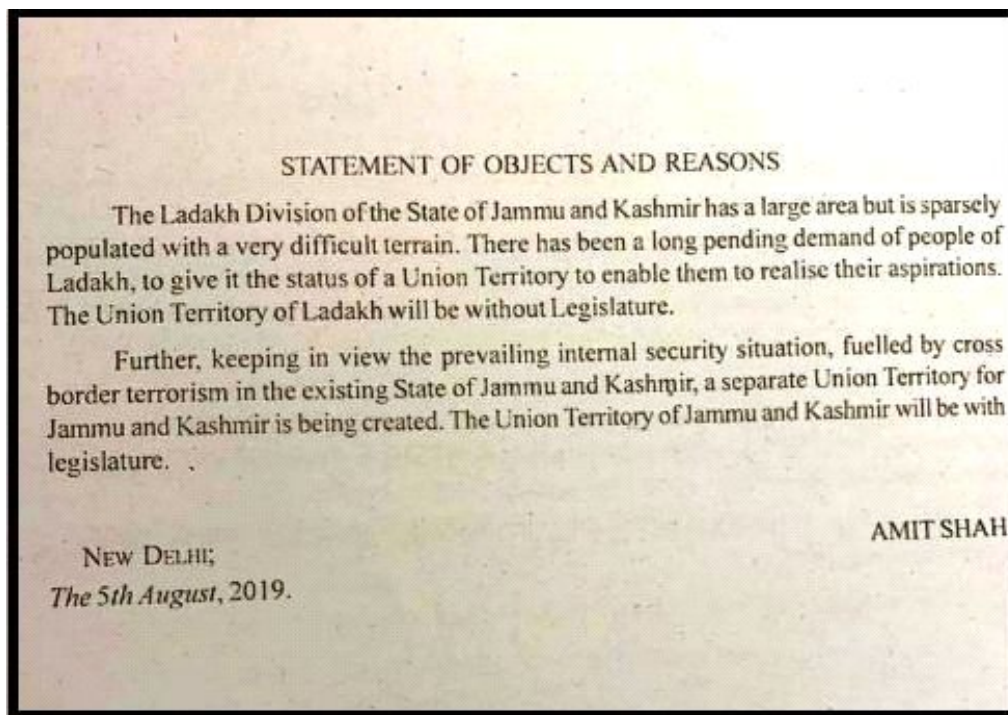 STATEMENT OF OBJECTS AND REASONS
The Ladakh Division of the State of Jammu and Kashmir has a large area but is sparsely
populated with a very difficult terrain. There has been a long pending demand of people of
Ladakh, to give it the status of a Union Territory to enable them to realise their aspirations.
The Union Territory of Ladakh will be without Legislature.
Further, keeping in view the prevailing internal security situation, fuelled by cross
border terrorism in the existing State of Jammu and Kashmir, a separate Union Territory for
Jammu and Kashmir is being created. The Union Territory of Jammu and Kashmir will be with
legislature.
AMIT SHAH
NEW DELHI;
The 5th August, 2019.